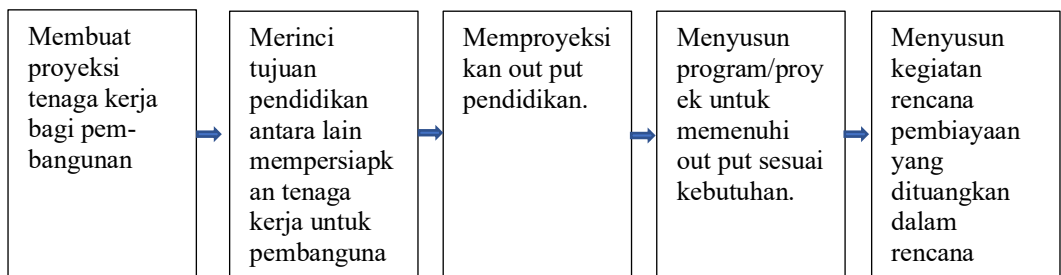 Membuat
proyeksi
tenaga kerja
bagi pem-
bangunan
Merinci
tujuan
pendidikan
antara lain
mempersiapk
an tenaga
kerja untuk
pembanguna
Memproyeksi
kan out put
pendidikan.
Menyusun
program/proy
ek untuk
memenuhi
out put sesuai
kebutuhan.
Menyusun
kegiatan
rencana
pembiayaan
yang
dituangkan
dalam
rencana